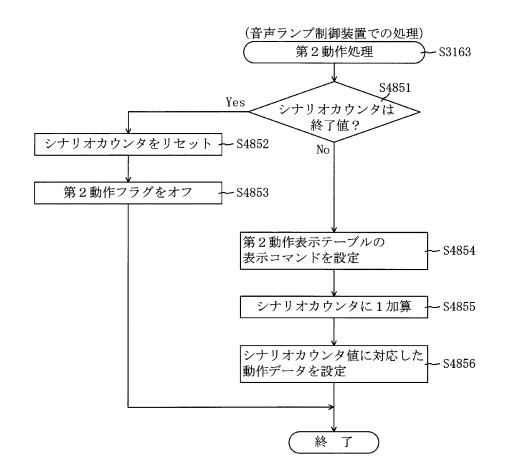 (音声ランプ制御装置での処理)
第2動作処理
S3163
S4851
シナリオカウンタは
終了値？
Yes
No
シナリオカウンタをリセット
S4852
第2動作フラグをオフ
S4853
第2動作表示テーブルの
表示コマンドを設定
S4854
シナリオカウンタに1加算
S4855
シナリオカウンタ値に対応した
動作データを設定
S4856
終 了